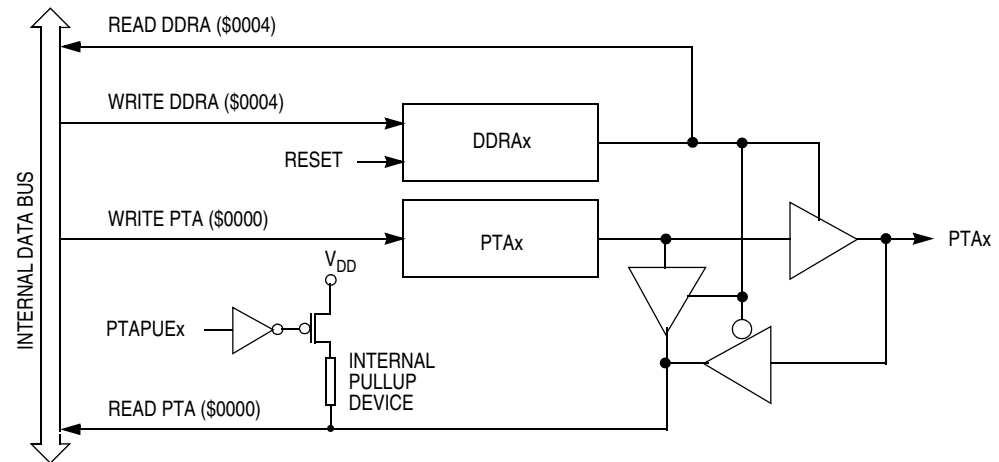 READ DDRA ($0004)
WRITE DDRA ($0004)
DDRAx
RESET
WRITE PTA ($0000)
PTAx
PTAx
VDD
PTAPUEx
INTERNAL
PULLUP
DEVICE
READ PTA ($0000)
INTERNAL DATA BUS